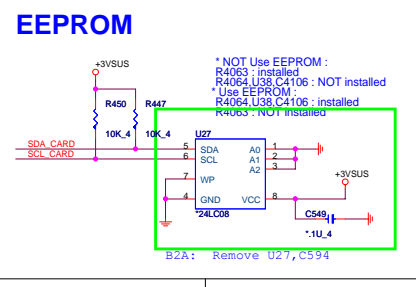 EEPROM
+3VSUS
* NOT Use EEPROM :
R4063 : installed
R4064,U38,C4106 : NOT installed
* Use EEPROM :
R4064,U38,C4106 : installed
R4063 : NOT installed
R450 R447
10K_4 10K_4 U27
SDA_CARD 5 SDA A0 1
SCL_CARD 6 SCL A1 2
A2 3
7 WP
+3VSUS
4 GND VCC 8
*24LC08 C549
*.1U_4
B2A: Remove U27,C594